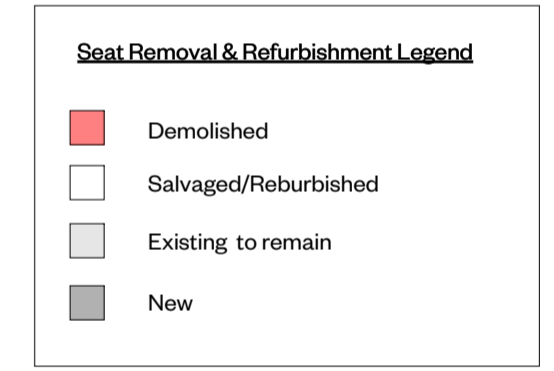 Seat Removal & Refurbishment Legend
Demolished
Salvaged/Reburbished
Existing to remain
New